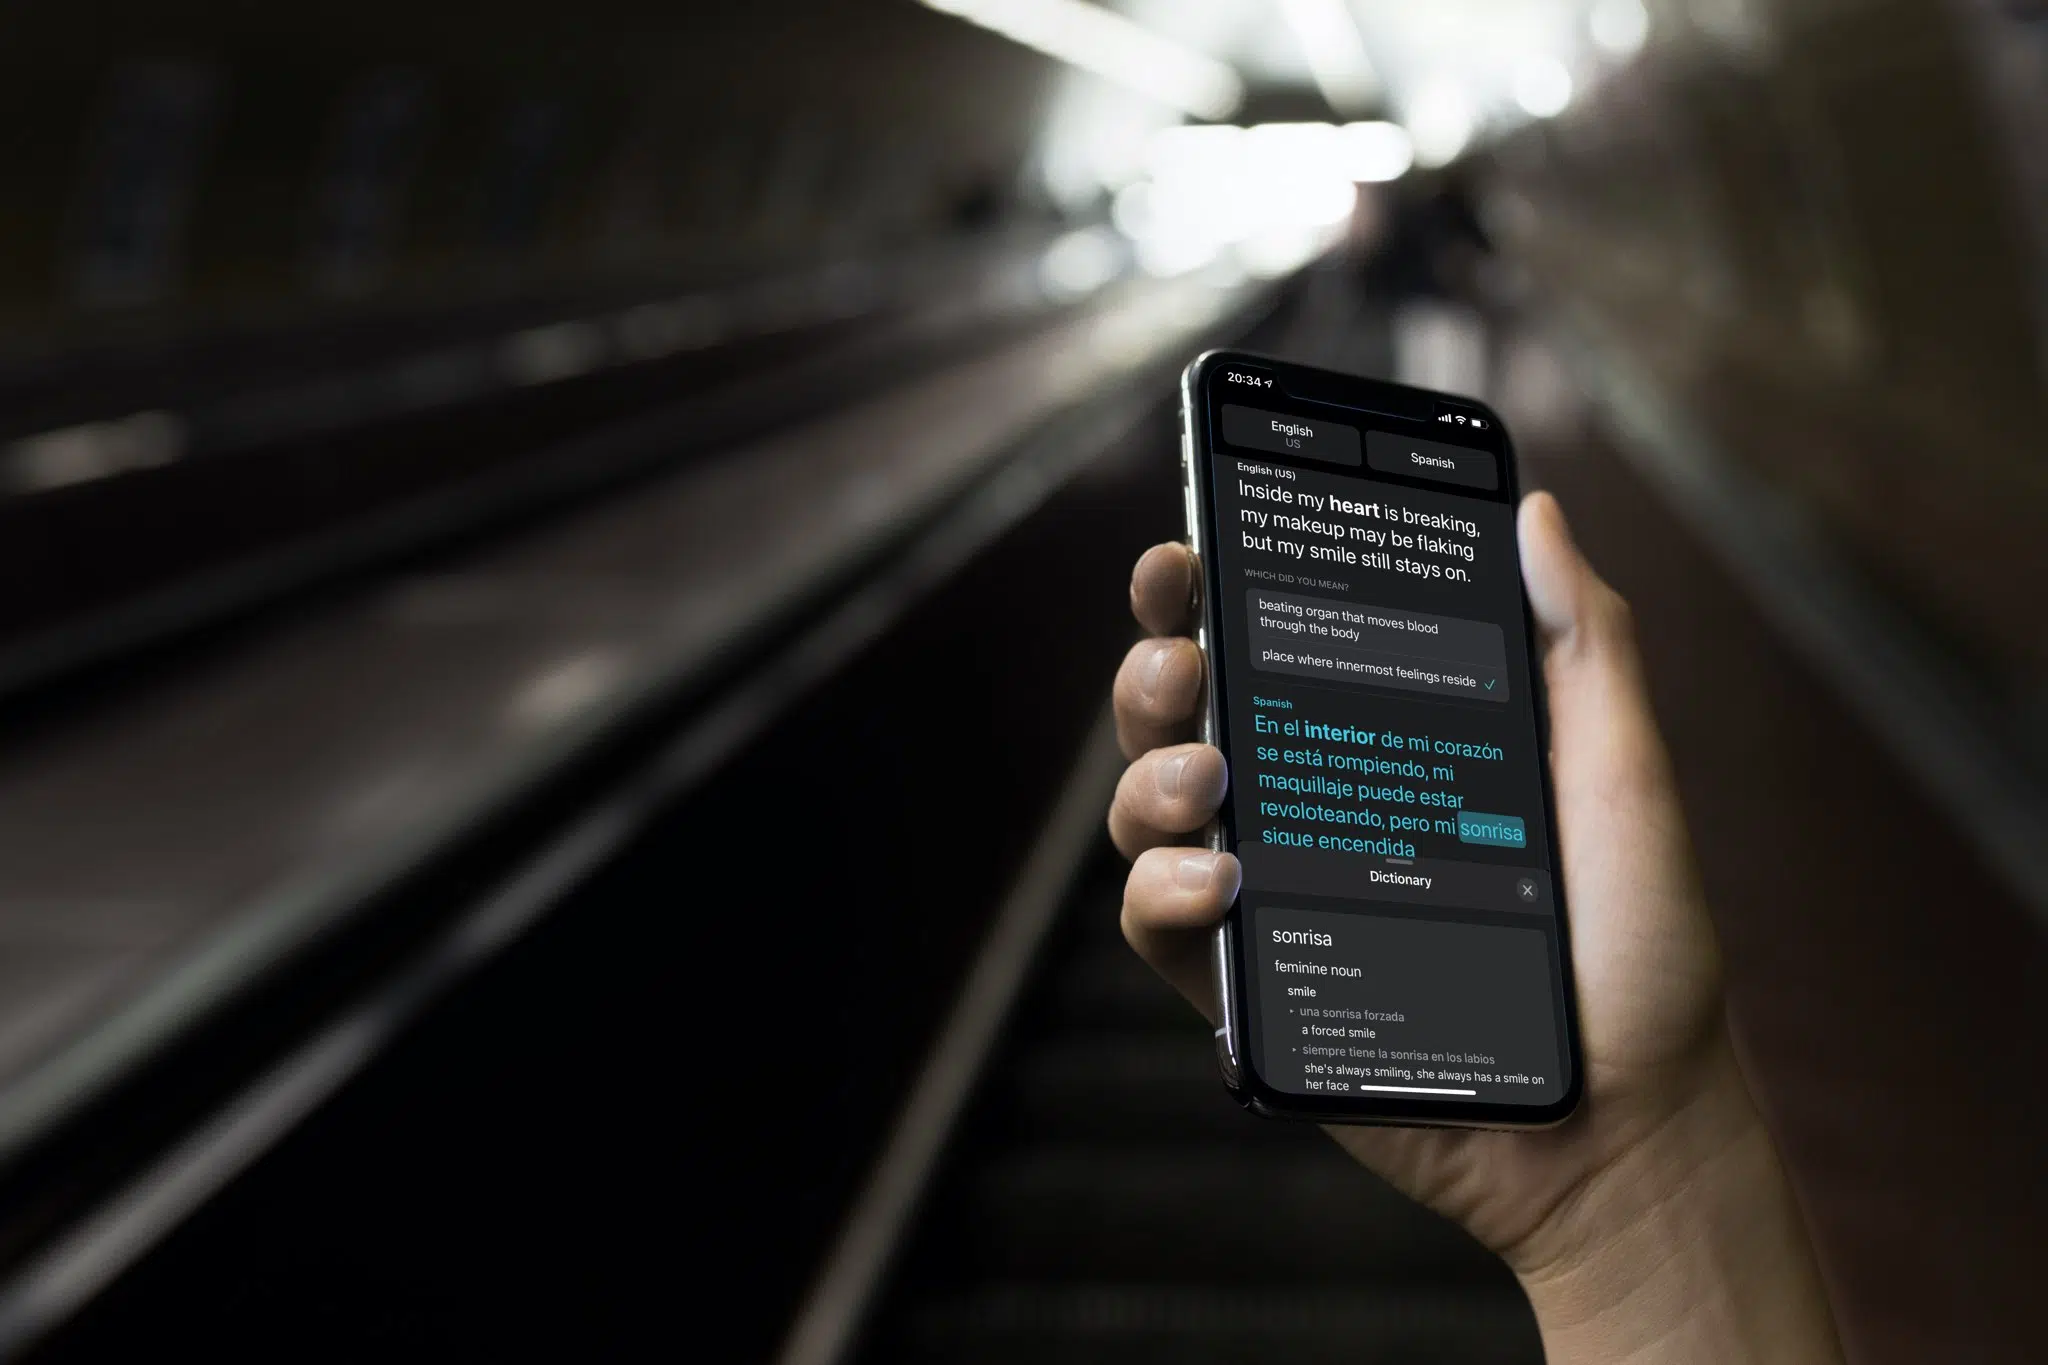 20:34
English
US
Spanish
English (US)
Inside my heart is breaking,
my makeup may be flaking
but my smile still stays on.
WHICH DID YOU MEAN?
beating organ that moves blood
through the body
place where innermost feelings reside
Spanish
En el interior de mi corazón
se está rompiendo, mi
maquillaje puede estar
revoloteando, pero mi sonrisa
sigue encendida
Dictionary
sonrisa
feminine noun
smile
una sonrisa forzada
a forced smile
siempre tiene la sonrisa en los labios
she's always smiling, she always has a smile on
her face